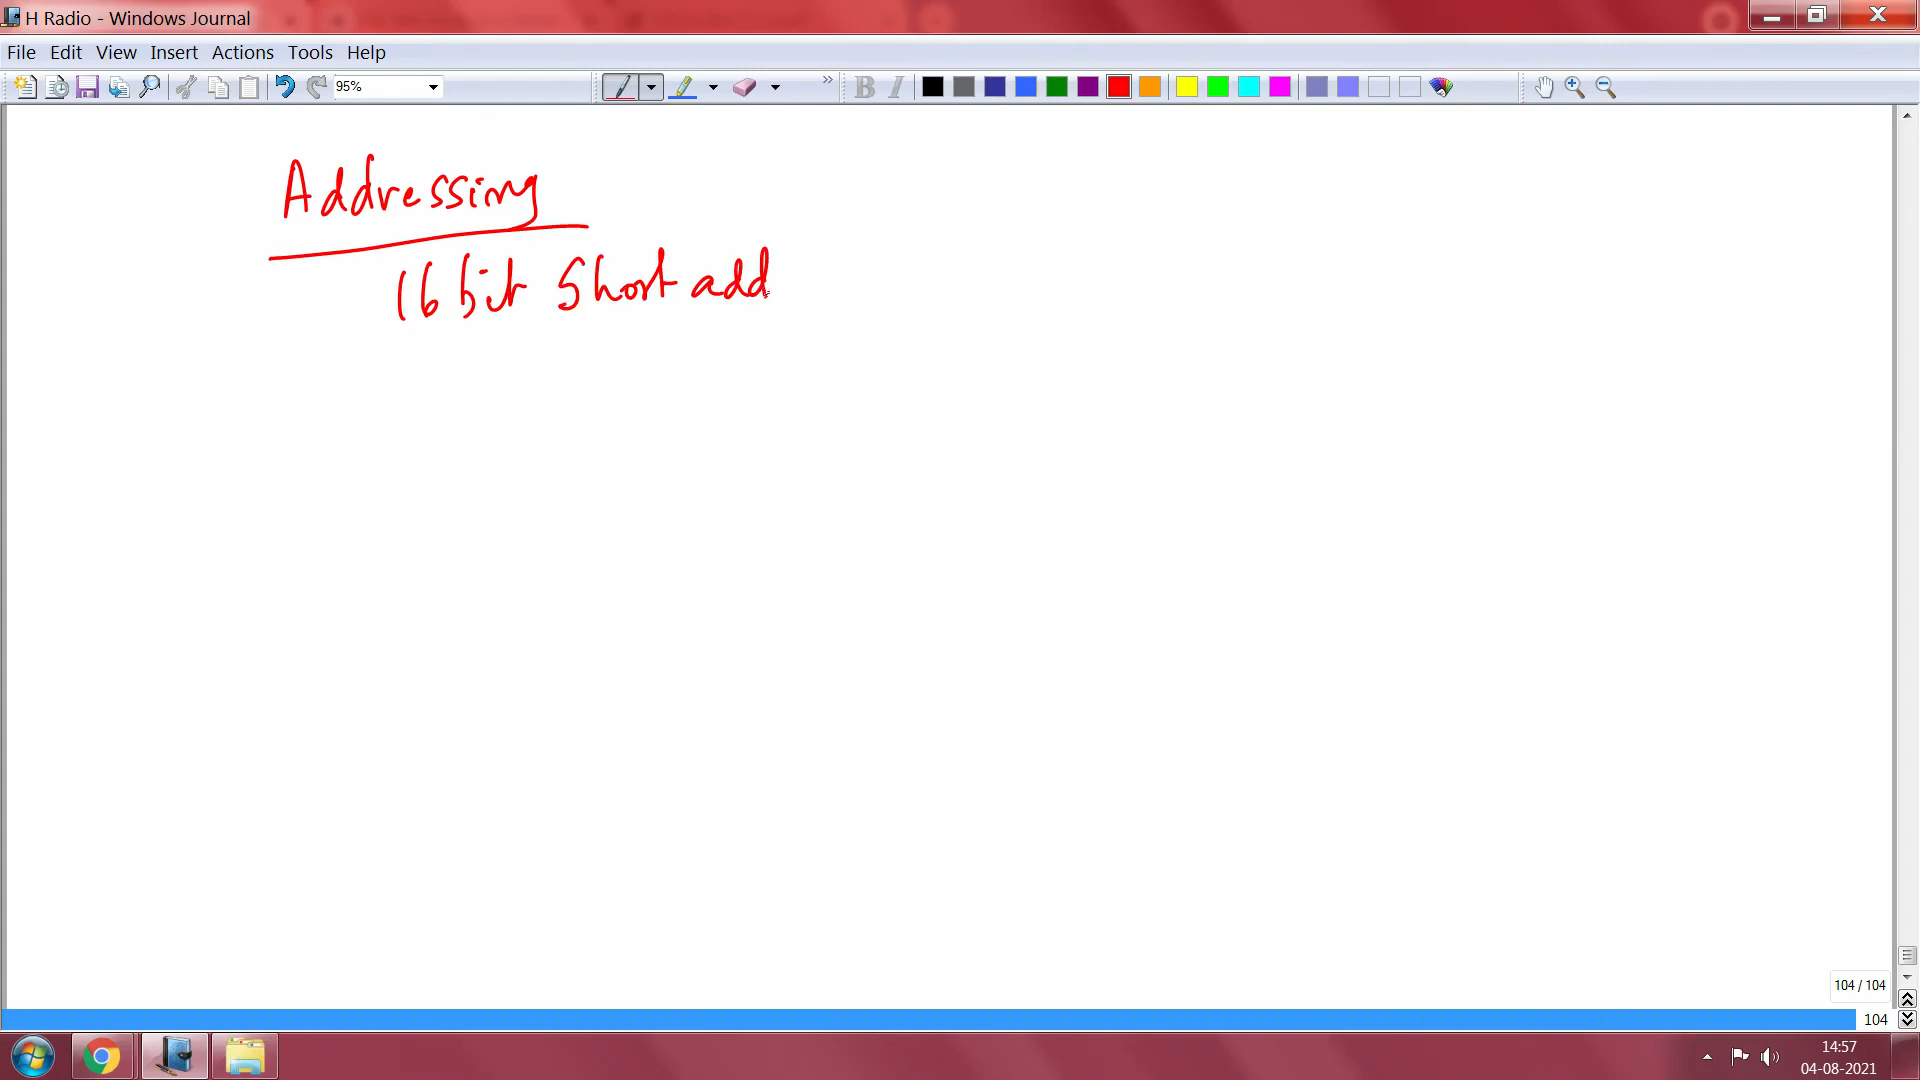 H Radio - Windows Journal
File Edit View Insert Actions Tools Help
95%
B I
Addressing
16 bit Short add
104 / 104
104
14:57
04-08-2021